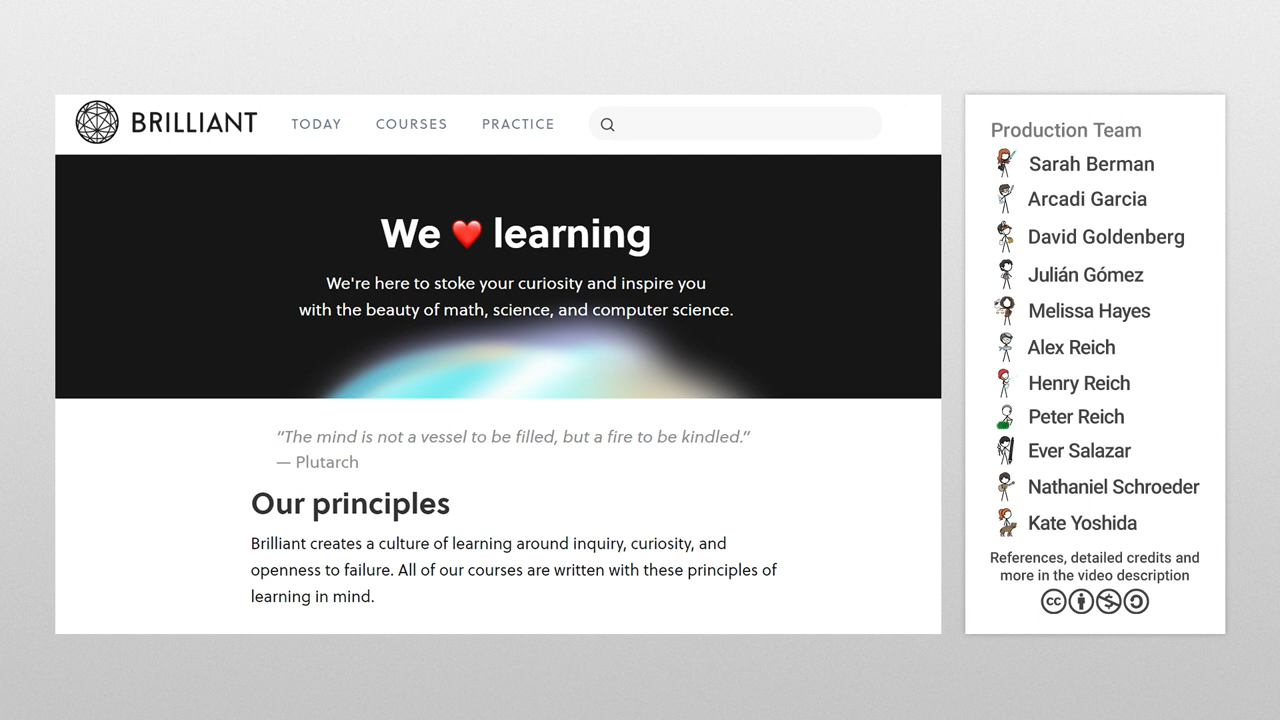 BRILLIANT TODAY COURSES PRACTICE
We ❤️ learning
We're here to stoke your curiosity and inspire you
with the beauty of math, science, and computer science.
“The mind is not a vessel to be filled, but a fire to be kindled.”
— Plutarch
Our principles
Brilliant creates a culture of learning around inquiry, curiosity, and
openness to failure. All of our courses are written with these principles of
learning in mind.
Production Team
Sarah Berman
Arcadi Garcia
David Goldenberg
Julián Gómez
Melissa Hayes
Alex Reich
Henry Reich
Peter Reich
Ever Salazar
Nathaniel Schroeder
Kate Yoshida
References, detailed credits and
more in the video description
cc